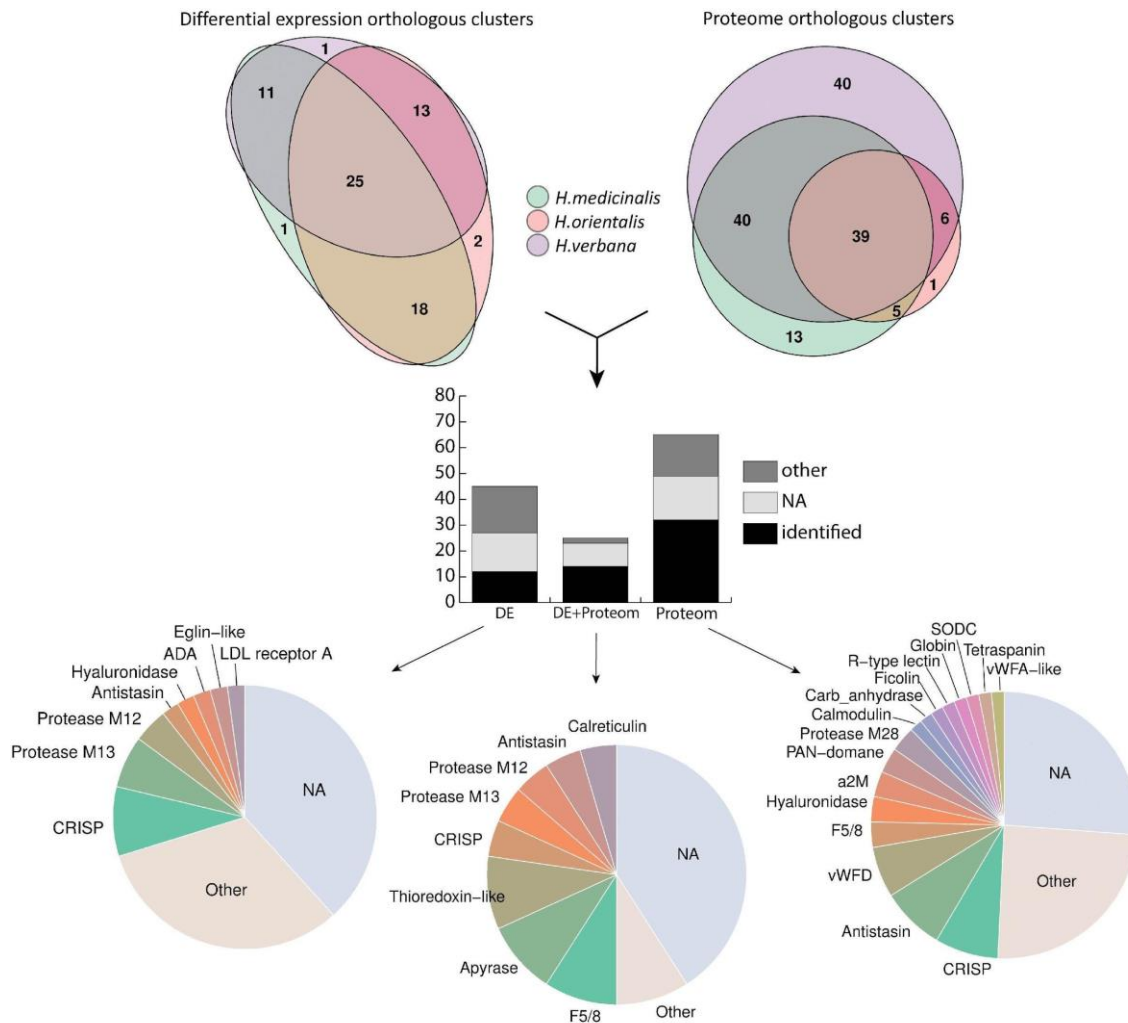 Differential expression orthologous clusters
Proteome orthologous clusters
1
11
13
25
1
2
18
H.medicinalis
H.orientalis
H.verbana
40
40
39
6
1
5
13
80
70
60
50
40
30
20
10
0
DE
DE+Proteom
Proteom
other
NA
identified
Eglin-like
ADA
LDL receptor A
Hyaluronidase
Antistasin
Protease M12
Protease M13
CRISP
NA
Other
Calreticulin
Antistasin
Protease M12
Protease M13
CRISP
Thioredoxin-like
Apyrase
F5/8
Other
NA
SODC
Globin
Tetraspanin
R-type lectin
vWFA-like
Ficolin
Carb_anhydrase
Calmodulin
Protease M28
PAN-domane
a2M
Hyaluronidase
F5/8
vWFD
Antistasin
CRISP
NA
Other